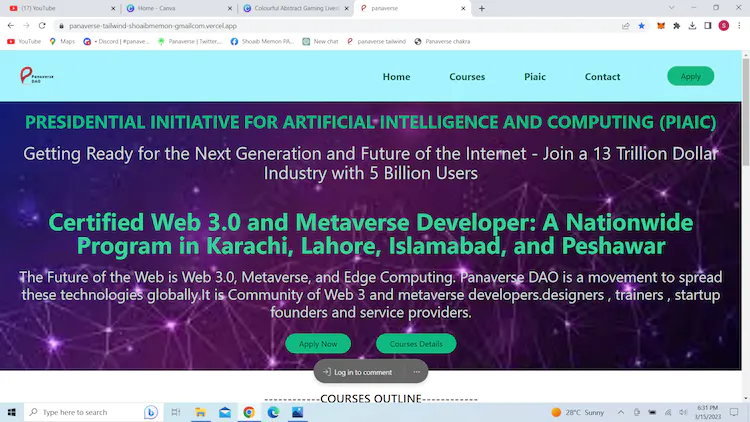 (17) YouTube
Home - Canva
Colourful Abstract Gaming Livest
panaverse
panaverse-tailwind-shoaibmemon-gmailcom.vercel.app
YouTube
Maps
• Discord | #panave...
Panaverse | Twitter,...
Shoaib Memon PA...
New chat
panaverse tailwind
Panaverse chakra
Panaverse
DAO
Home
Courses
Piaic
Contact
Apply
PRESIDENTIAL INITIATIVE FOR ARTIFICIAL INTELLIGENCE AND COMPUTING (PIAIC)
Getting Ready for the Next Generation and Future of the Internet - Join a 13 Trillion Dollar
Industry with 5 Billion Users
Certified Web 3.0 and Metaverse Developer: A Nationwide
Program in Karachi, Lahore, Islamabad, and Peshawar
The Future of the Web is Web 3.0, Metaverse, and Edge Computing. Panaverse DAO is a movement to spread
these technologies globally.It is Community of Web 3 and metaverse developers.designers , trainers , startup
founders and service providers.
Apply Now
Courses Details
Log in to comment
------------COURSES OUTLINE------------
Type here to search
28°C Sunny
6:31 PM
3/15/2023